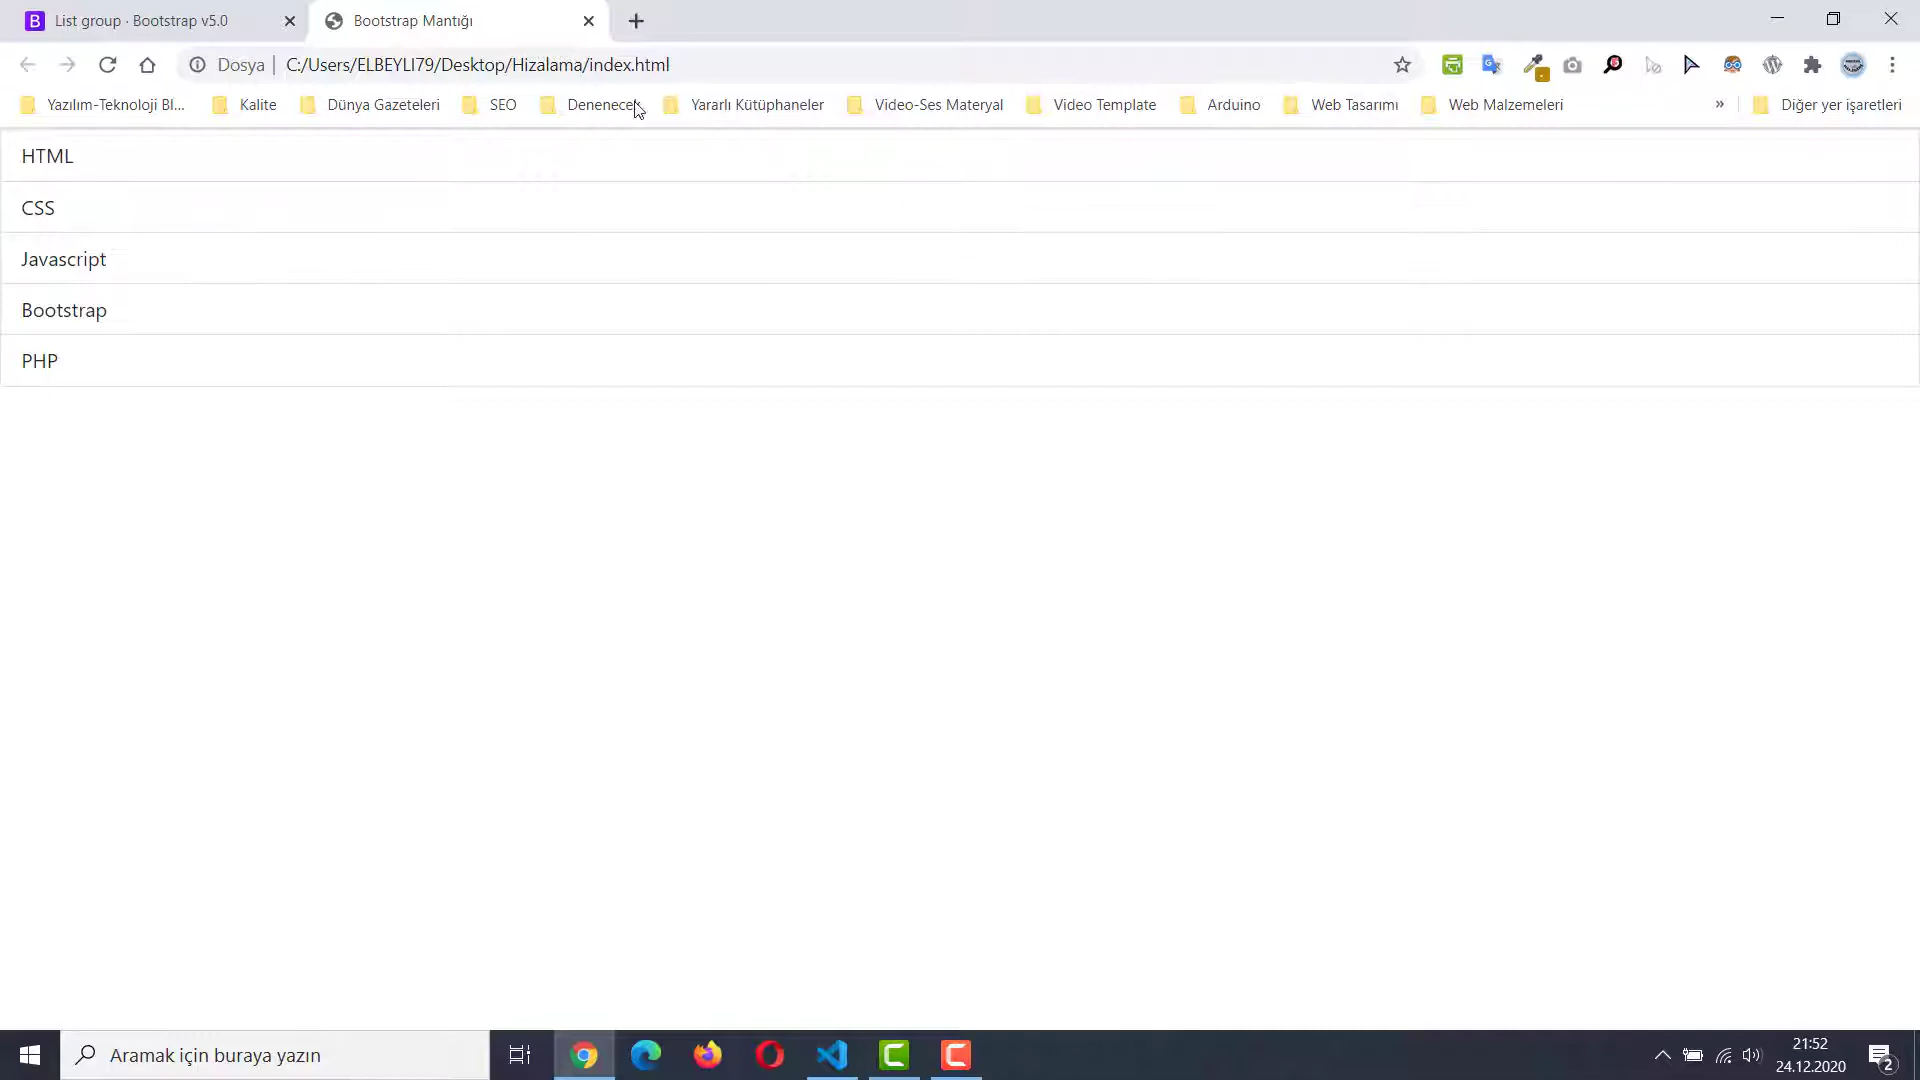 List group · Bootstrap v5.0
Bootstrap Mantığı
Dosya
C:/Users/ELBEYLI79/Desktop/Hizalama/index.html
Yazılım-Teknoloji Bl...
Kalite
Dünya Gazeteleri
SEO
Denenecek
Yararlı Kütüphaneler
Video-Ses Materyal
Video Template
Arduino
Web Tasarımı
Web Malzemeleri
»
Diğer yer işaretleri
HTML
CSS
Javascript
Bootstrap
PHP
Aramak için buraya yazın
21:52
24.12.2020
2